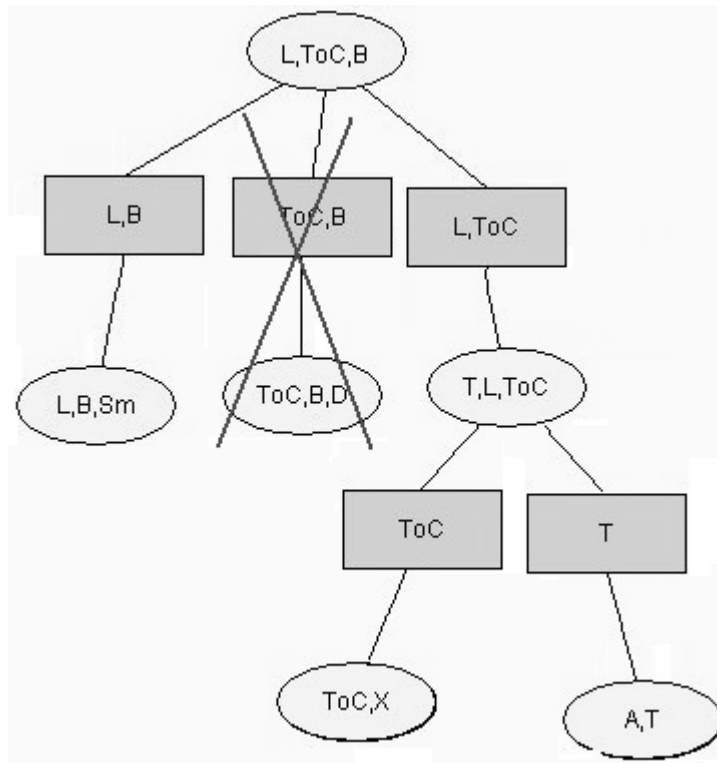 L,ToC,B
L,B
ToC,B
L,ToC
L,B,Sm
ToC,B,D
T,L,ToC
ToC
T
ToC,X
A,T